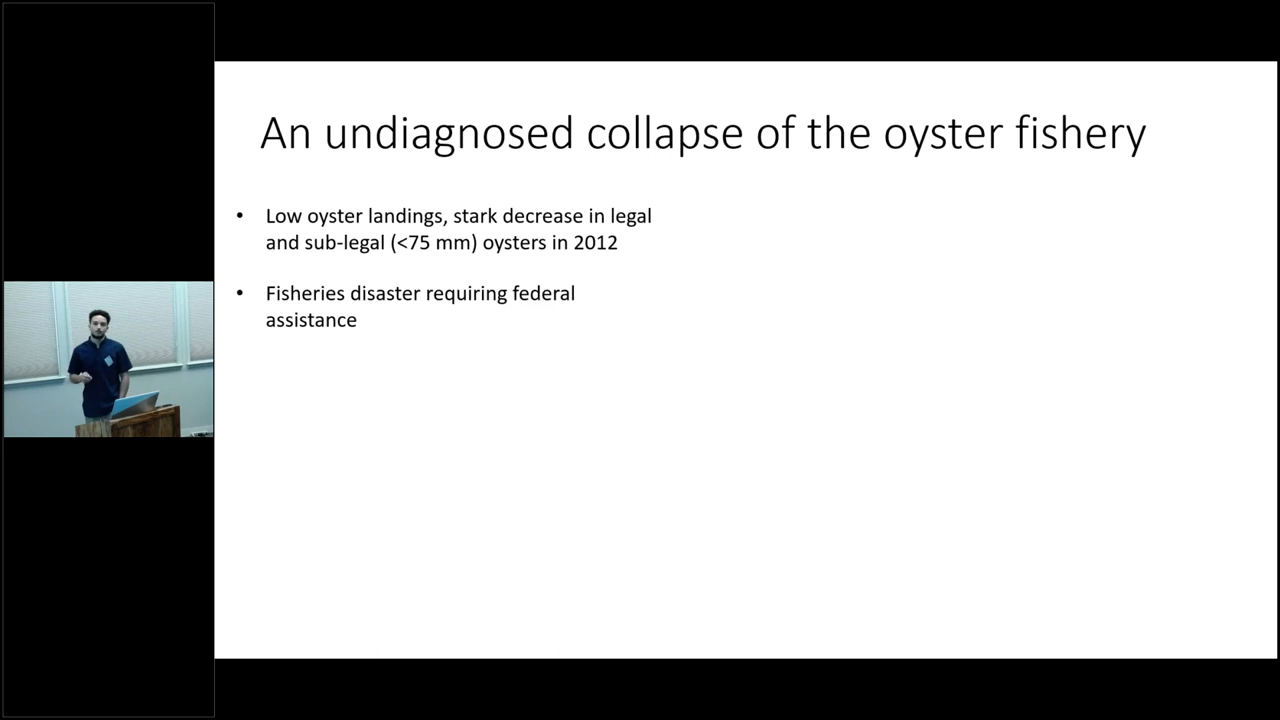 An undiagnosed collapse of the oyster fishery
• Low oyster landings, stark decrease in legal
and sub-legal (<75 mm) oysters in 2012
• Fisheries disaster requiring federal
assistance